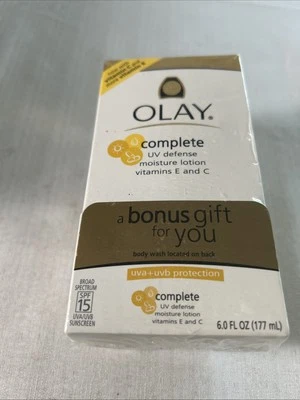 OLAY®
complete
UV defense
moisture lotion
vitamins E and C
a bonus gift
for you
body wash located on back
uva+uvb protection
BROAD
SPECTRUM
SPF
15
UVA/UVB
SUNSCREEN
complete
UV defense
moisture lotion
vitamins E and C
6.0 FL OZ (177 mL)